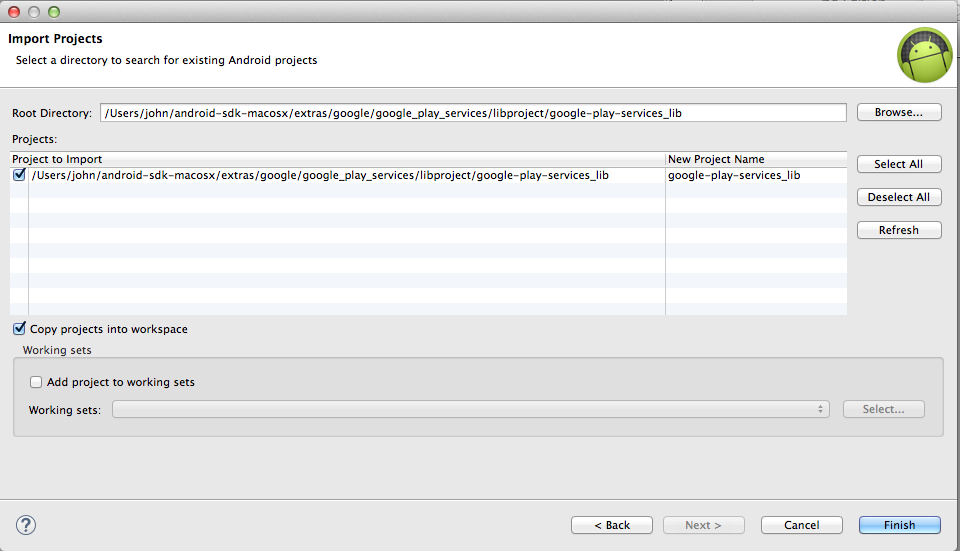 Import Projects
Select a directory to search for existing Android projects
Root Directory: /Users/john/android-sdk-macosx/extras/google/google_play_services/libproject/google-play-services_lib Browse...
Projects:
Project to Import New Project Name
/Users/john/android-sdk-macosx/extras/google/google_play_services/libproject/google-play-services_lib google-play-services_lib
Select All
Deselect All
Refresh
Copy projects into workspace
Working sets
Add project to working sets
Working sets: Select...
? < Back Next > Cancel Finish